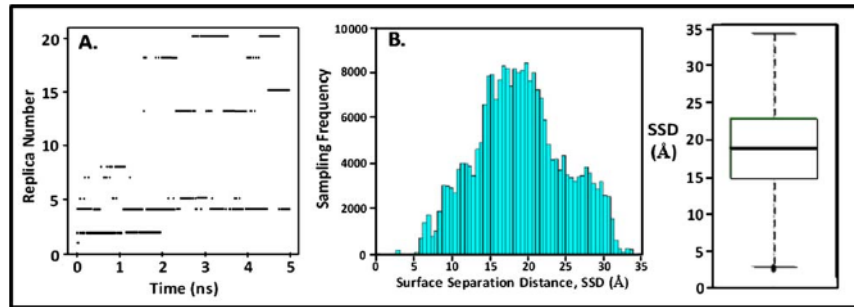 A.
20
15
10
5
0
Replica Number
0 1 2 3 4 5
Time (ns)
B.
10000
8000
6000
4000
2000
0
Sampling Frequency
0 5 10 15 20 25 30 35
Surface Separation Distance, SSD (Å)
35
30
25
20
15
10
5
0
SSD
(Å)